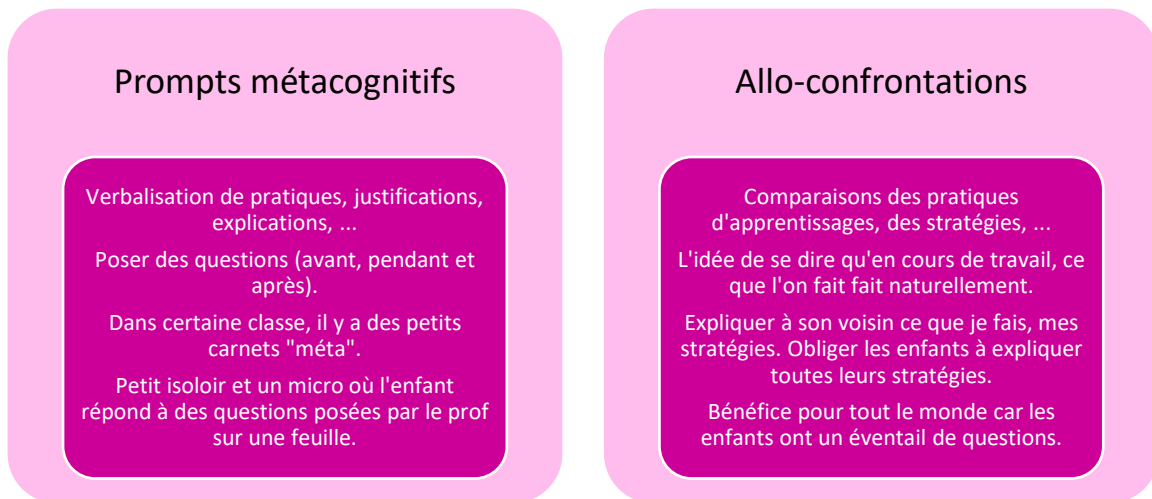 Prompts métacognitifs
Verbalisation de pratiques, justifications,
explications, ...
Poser des questions (avant, pendant et
après).
Dans certaine classe, il y a des petits
carnets "méta".
Petit isoloir et un micro où l'enfant
répond à des questions posées par le prof
sur une feuille.
Allo-confrontations
Comparaisons des pratiques
d'apprentissages, des stratégies, ...
L'idée de se dire qu'en cours de travail, ce
que l'on fait fait naturellement.
Expliquer à son voisin ce que je fais, mes
stratégies. Obliger les enfants à expliquer
toutes leurs stratégies.
Bénéfice pour tout le monde car les
enfants ont un éventail de questions.